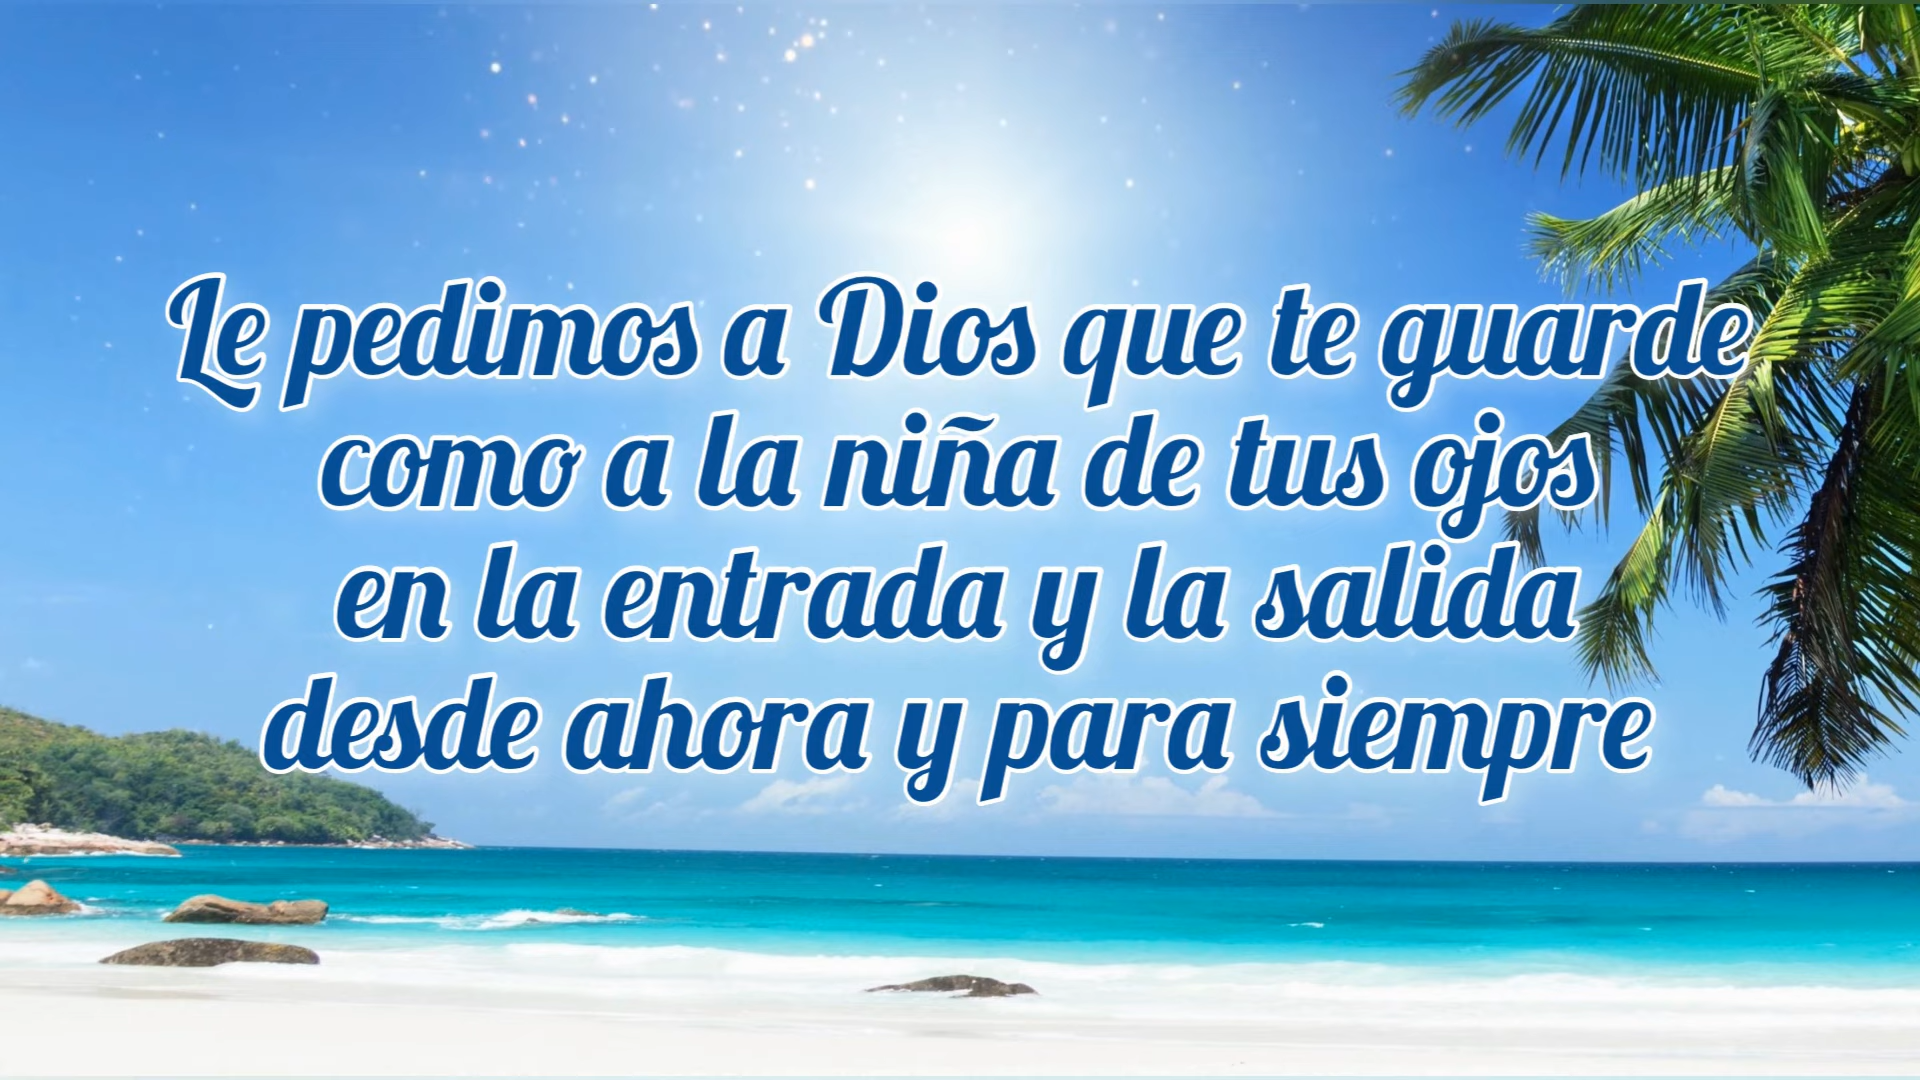 Le pedimos a Dios que te guarde
como a la niña de tus ojos
en la entrada y la salida
desde ahora y para siempre